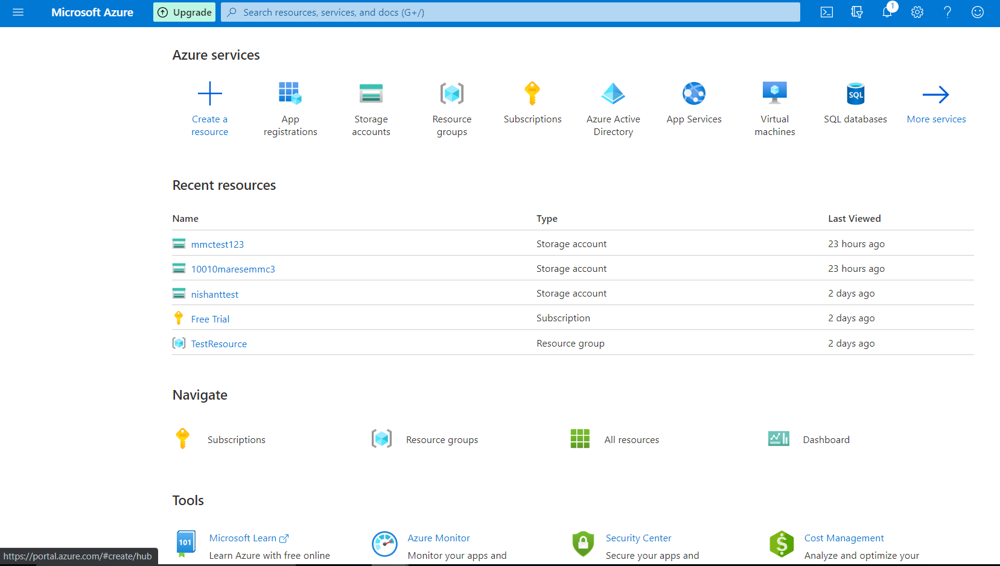 Microsoft Azure
Upgrade
Search resources, services, and docs (G+/)
1
Azure services
Create a
resource
App
registrations
Storage
accounts
Resource
groups
Subscriptions
Azure Active
Directory
App Services
Virtual
machines
SQL
SQL databases
More services
Recent resources
Name Type Last Viewed
mmctest123 Storage account 23 hours ago
10010maresemmc3 Storage account 23 hours ago
nishanttest Storage account 2 days ago
Free Trial Subscription 2 days ago
TestResource Resource group 2 days ago
Navigate
Subscriptions Resource groups All resources Dashboard
Tools
101
Microsoft Learn
Learn Azure with free online
Azure Monitor
Monitor your apps and
Security Center
Secure your apps and
$
Cost Management
Analyze and optimize your
https://portal.azure.com/#create/hub